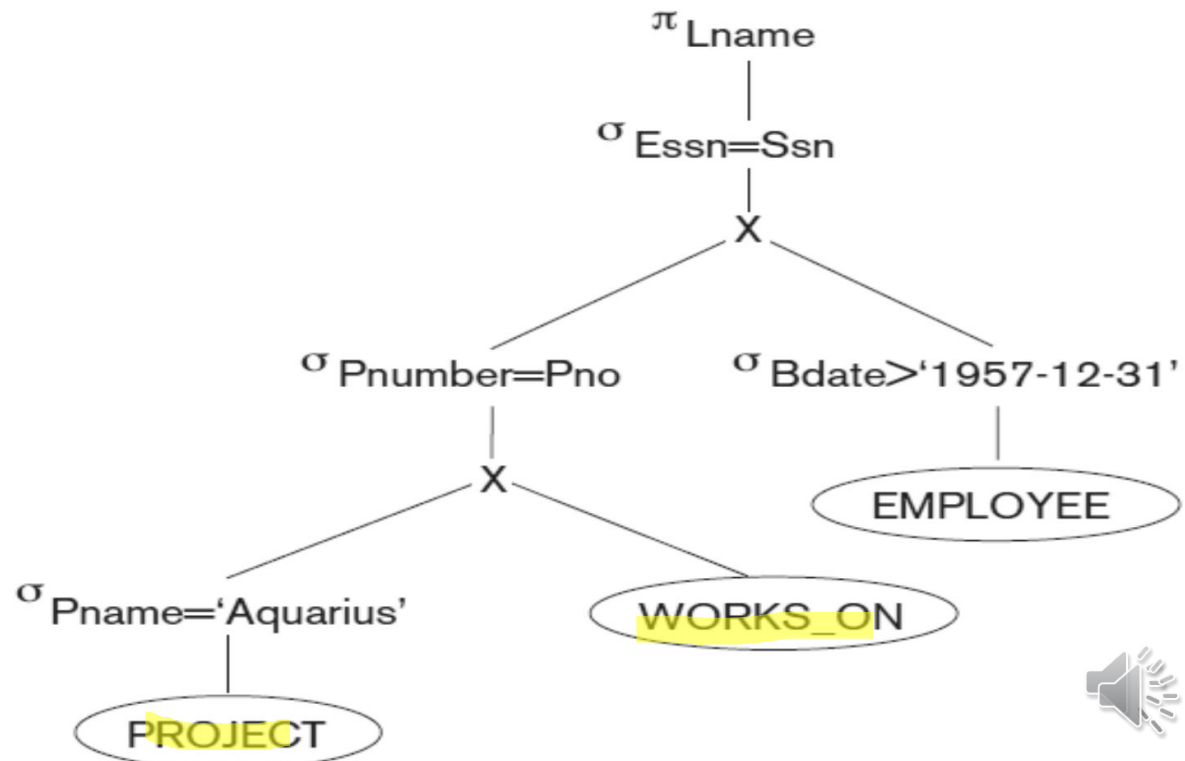 π Lname
σ Essn=Ssn
X
σ Pnumber=Pno
σ Bdate>‘1957-12-31’
X
EMPLOYEE
σ Pname=‘Aquarius’
WORKS_ON
PROJECT